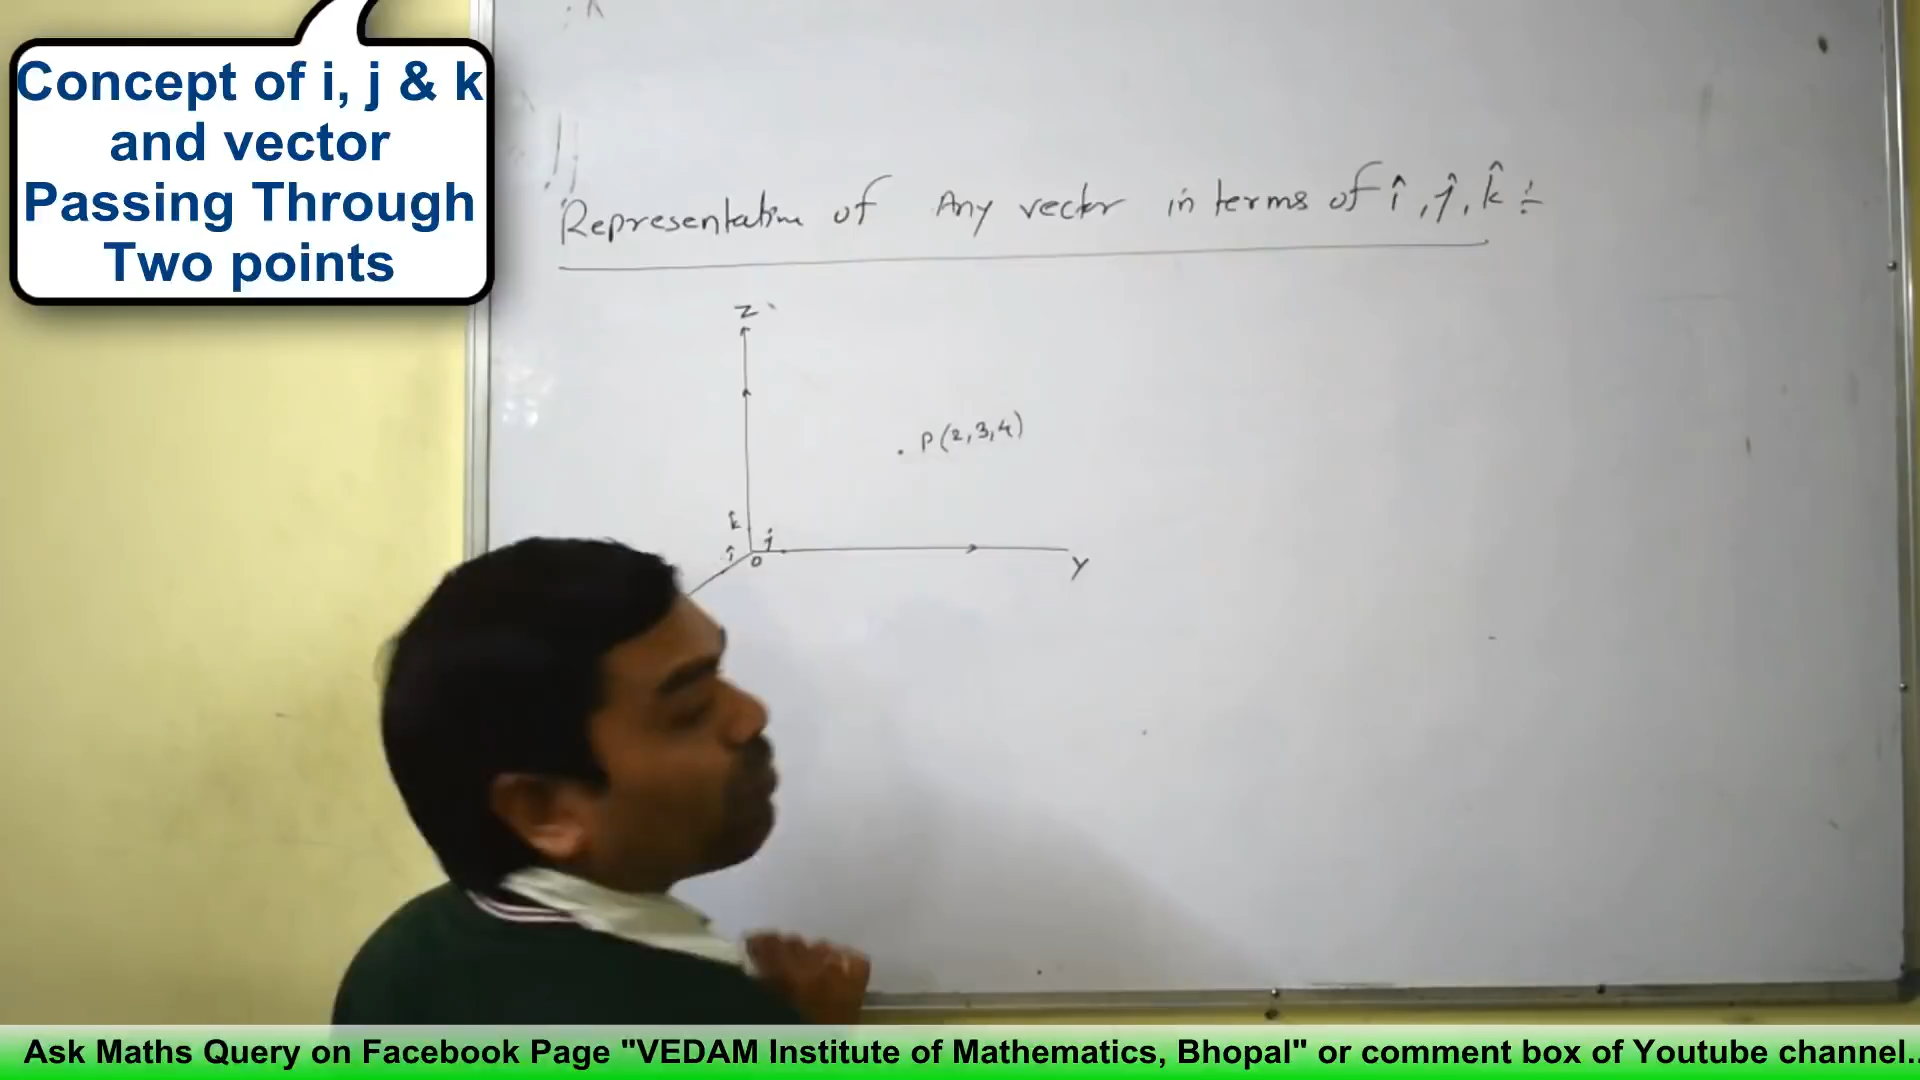 Concept of i, j & k
and vector
Passing Through
Two points
Representation of Any vector in terms of î, ĵ, k̂ ÷
Z
P(2,3,4)
k̂
î ĵ
O
Y
Ask Maths Query on Facebook Page "VEDAM Institute of Mathematics, Bhopal" or comment box of Youtube channel..